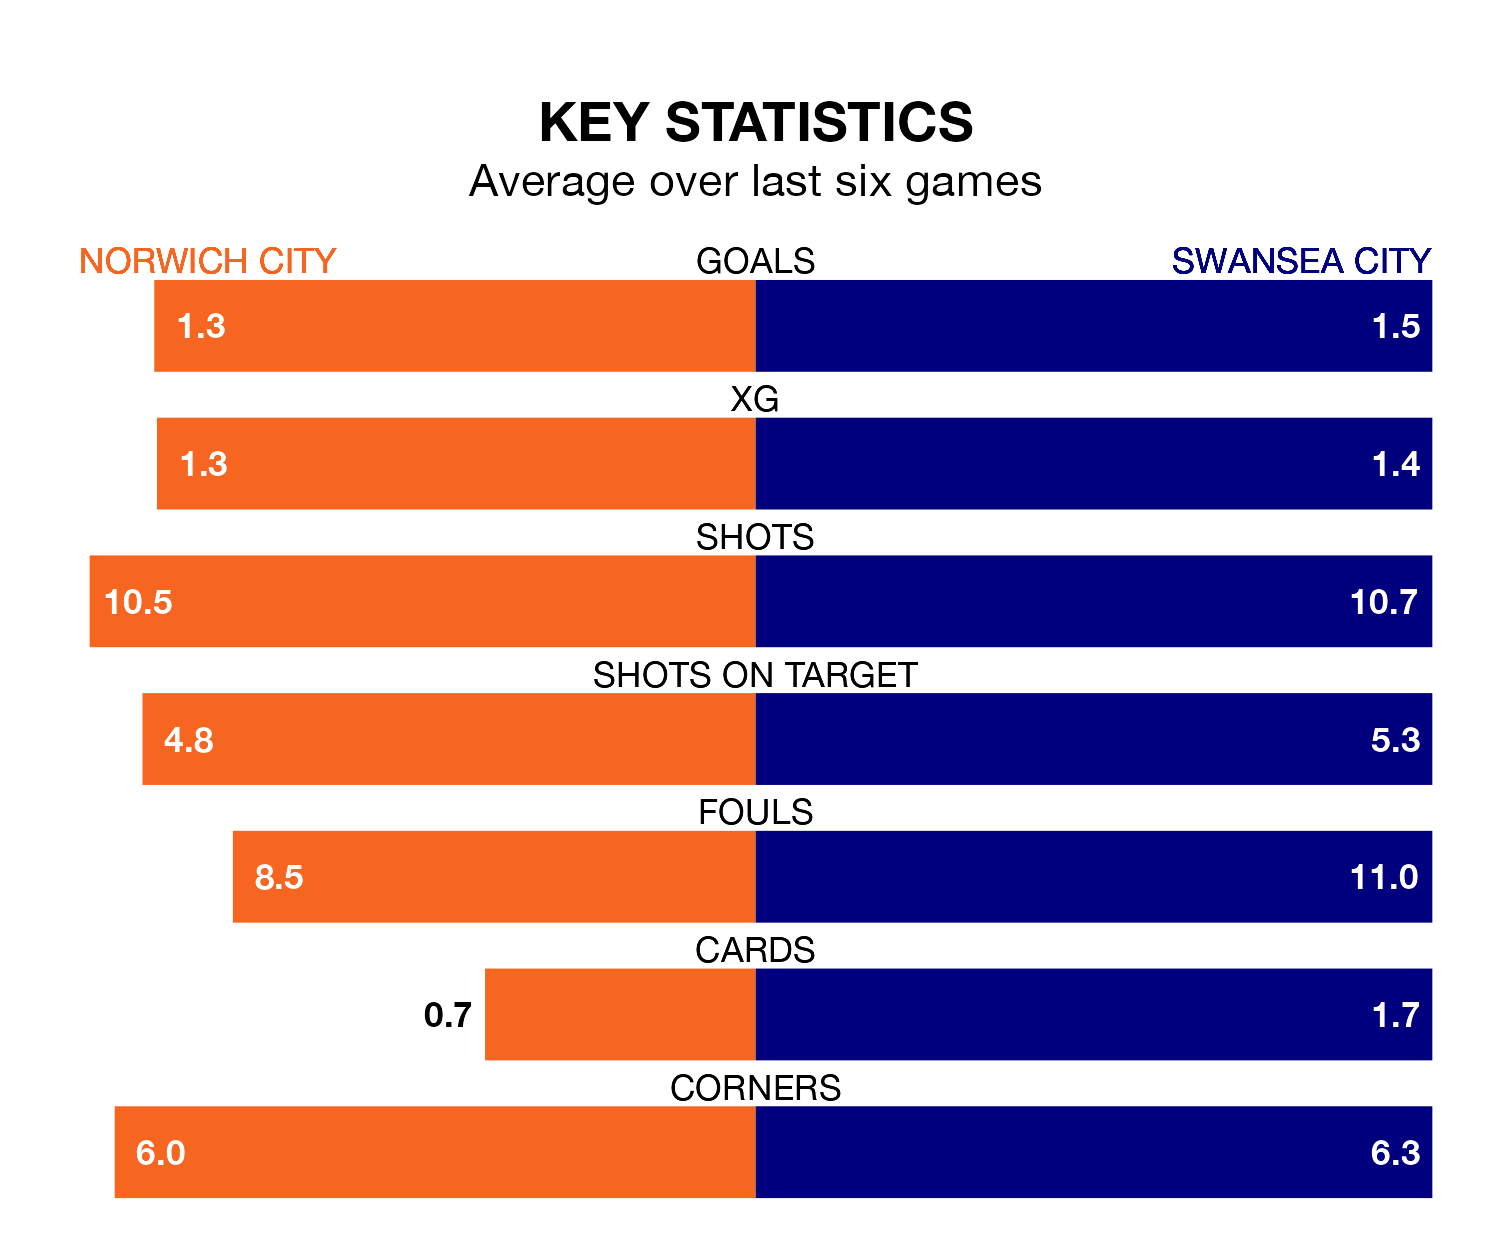 KEY STATISTICS
Average over last six games
NORWICH CITY GOALS SWANSEA CITY
1.3 1.5
XG
1.3 1.4
SHOTS
10.5 10.7
SHOTS ON TARGET
4.8 5.3
FOULS
8.5 11.0
CARDS
0.7 1.7
CORNERS
6.0 6.3